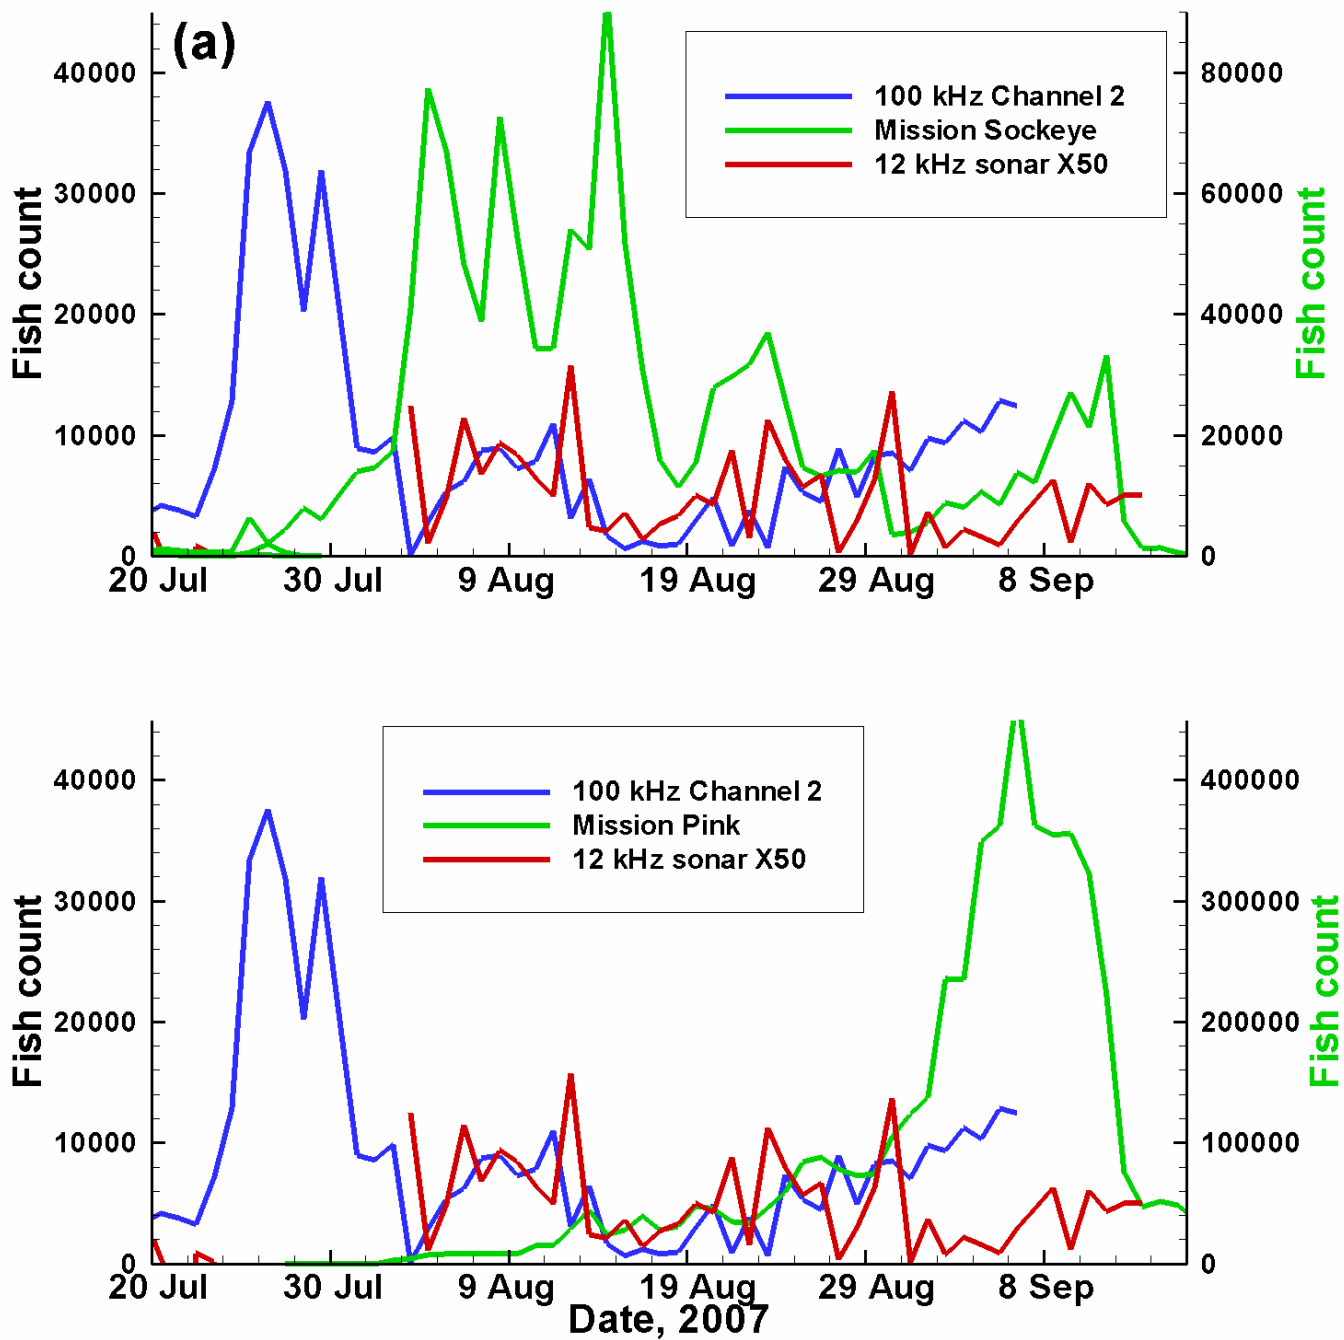 (a)
100 kHz Channel 2
Mission Sockeye
12 kHz sonar X50
40000
30000
20000
10000
0
Fish count
80000
60000
40000
20000
0
Fish count
20 Jul 30 Jul 9 Aug 19 Aug 29 Aug 8 Sep
100 kHz Channel 2
Mission Pink
12 kHz sonar X50
40000
30000
20000
10000
0
Fish count
400000
300000
200000
100000
0
Fish count
20 Jul 30 Jul 9 Aug 19 Aug 29 Aug 8 Sep
Date, 2007